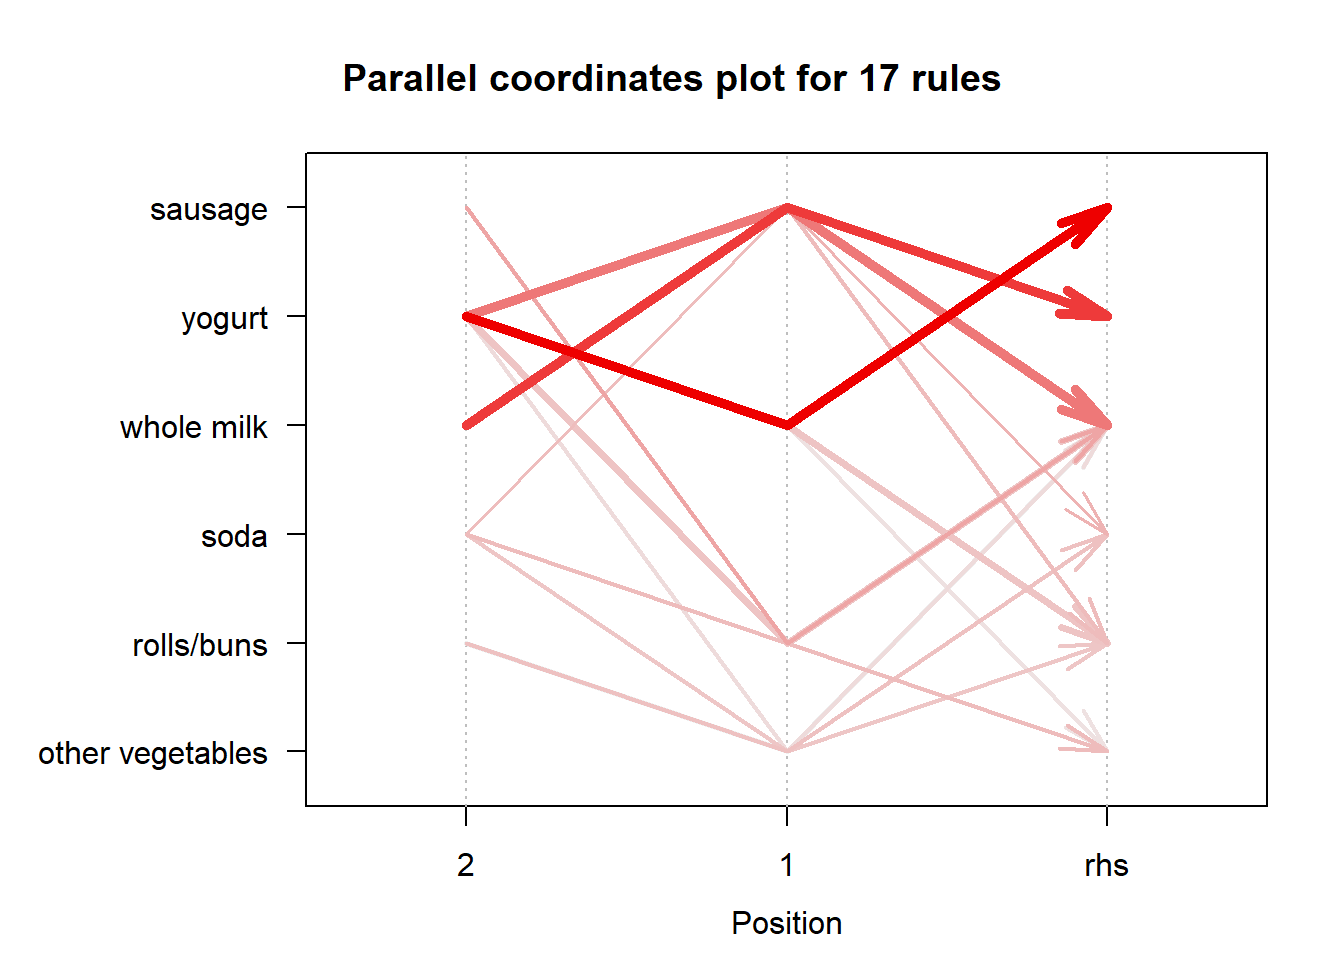 Parallel coordinates plot for 17 rules
sausage
yogurt
whole milk
soda
rolls/buns
other vegetables
2
1
rhs
Position